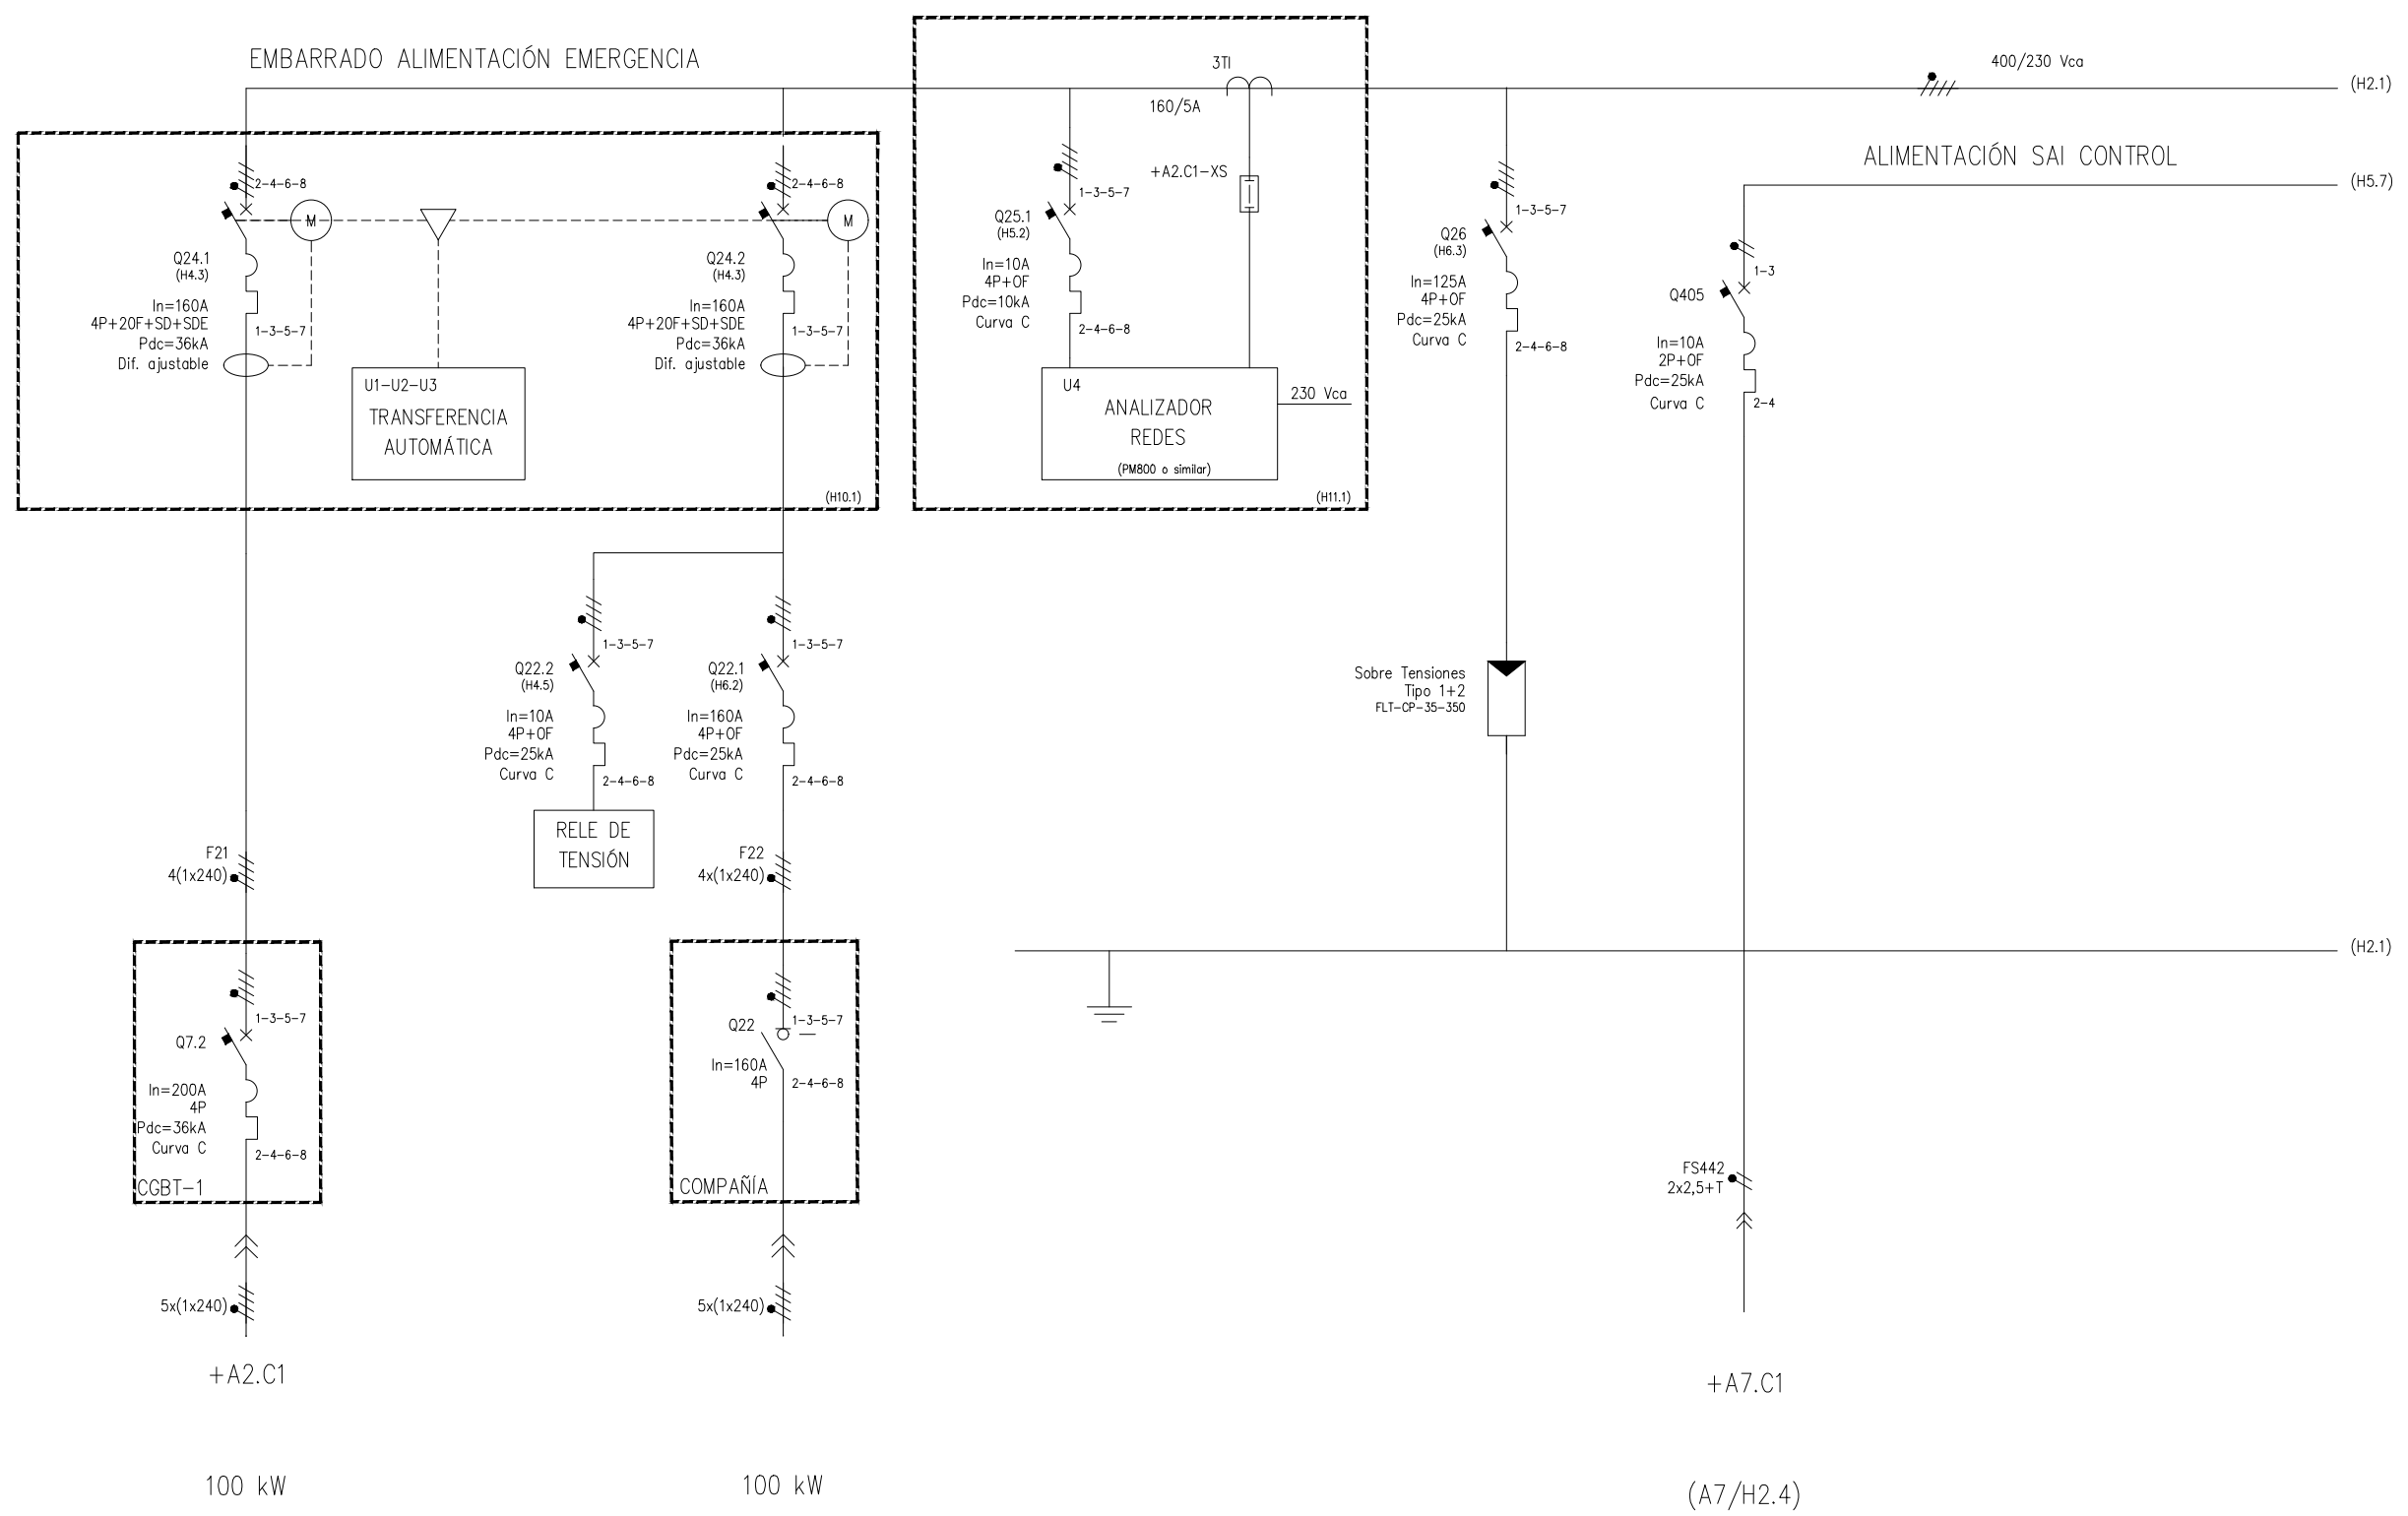 EMBARRADO ALIMENTACIÓN EMERGENCIA
3TI
160/5A
400/230 Vca
(H2.1)
ALIMENTACIÓN SAI CONTROL
(H5.7)
2-4-6-8
M
Q24.1
(H4.3)
In=160A
4P+20F+SD+SDE
Pdc=36kA
Dif. ajustable
1-3-5-7
U1-U2-U3
TRANSFERENCIA
AUTOMÁTICA
2-4-6-8
M
Q24.2
(H4.3)
In=160A
4P+20F+SD+SDE
Pdc=36kA
Dif. ajustable
1-3-5-7
(H10.1)
+A2.C1-XS
1-3-5-7
Q25.1
(H5.2)
In=10A
4P+OF
Pdc=10kA
Curva C
2-4-6-8
U4
ANALIZADOR
REDES
(PM800 o similar)
230 Vca
(H11.1)
1-3-5-7
Q26
(H6.3)
In=125A
4P+OF
Pdc=25kA
Curva C
2-4-6-8
1-3
Q405
In=10A
2P+OF
Pdc=25kA
Curva C
2-4
1-3-5-7
Q22.2
(H4.5)
In=10A
4P+OF
Pdc=25kA
Curva C
2-4-6-8
RELE DE
TENSIÓN
1-3-5-7
Q22.1
(H6.2)
In=160A
4P+OF
Pdc=25kA
Curva C
2-4-6-8
Sobre Tensiones
Tipo 1+2
FLT-CP-35-350
F21
4(1x240)
F22
4x(1x240)
(H2.1)
1-3-5-7
Q7.2
In=200A
4P
Pdc=36kA
Curva C
2-4-6-8
CGBT-1
1-3-5-7
Q22
In=160A
4P
2-4-6-8
COMPAÑÍA
FS442
2x2,5+T
5x(1x240)
5x(1x240)
+A2.C1
+A7.C1
100 kW
100 kW
(A7/H2.4)